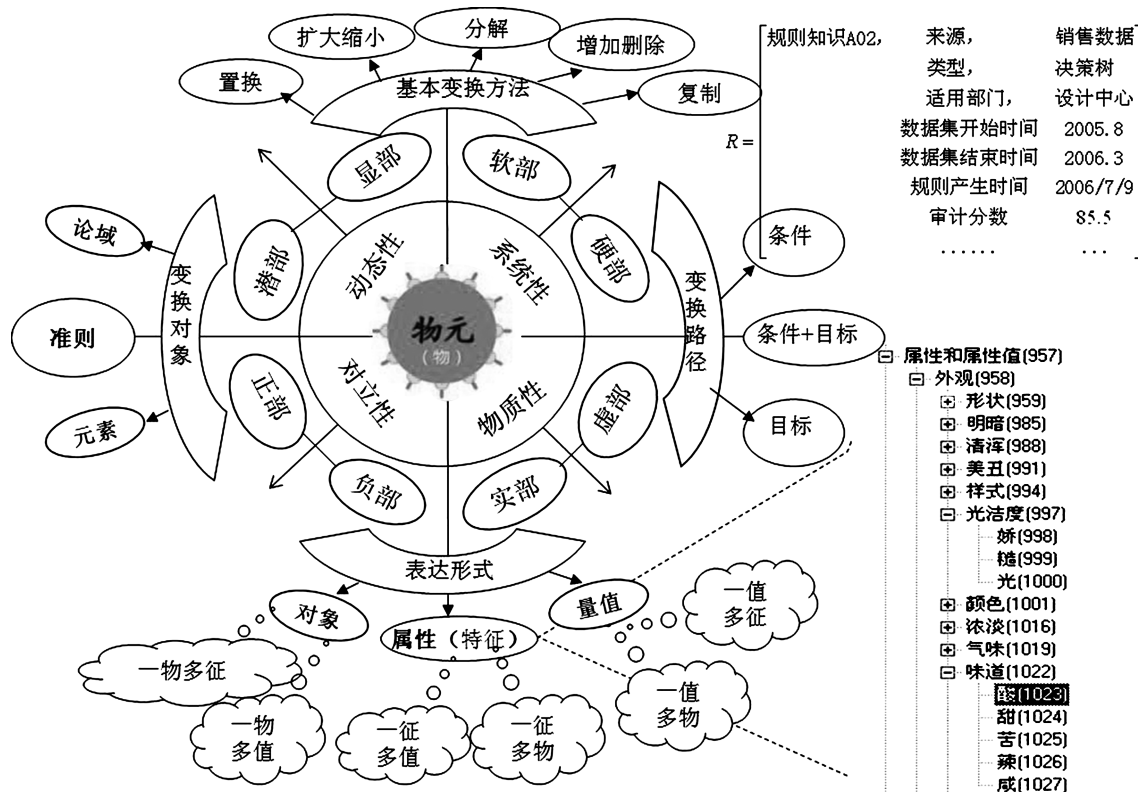 扩大缩小
分解
增加删除
置换
基本变换方法
复制
规则知识A02， 来源， 销售数据
类型， 决策树
适用部门， 设计中心
数据集开始时间 2005.8
数据集结束时间 2006.3
规则产生时间 2006/7/9
审计分数 85.5
...... ...
R=
显部
软部
潜部
硬部
动态性
系统性
对立性
物质性
物元
（物）
正部
虚部
负部
实部
论域
准则
元素
变换对象
变换路径
条件
条件+目标
目标
表达形式
对象
属性（特征）
量值
一物多征
一物
多值
一征
多值
一征
多物
一值
多物
一值
多征
属性和属性值(957)
外观(958)
形状(959)
明暗(985)
清浑(988)
美丑(991)
样式(994)
光洁度(997)
娇(998)
糙(999)
光(1000)
颜色(1001)
浓淡(1016)
气味(1019)
味道(1022)
酸(1023)
甜(1024)
苦(1025)
辣(1026)
咸(1027)